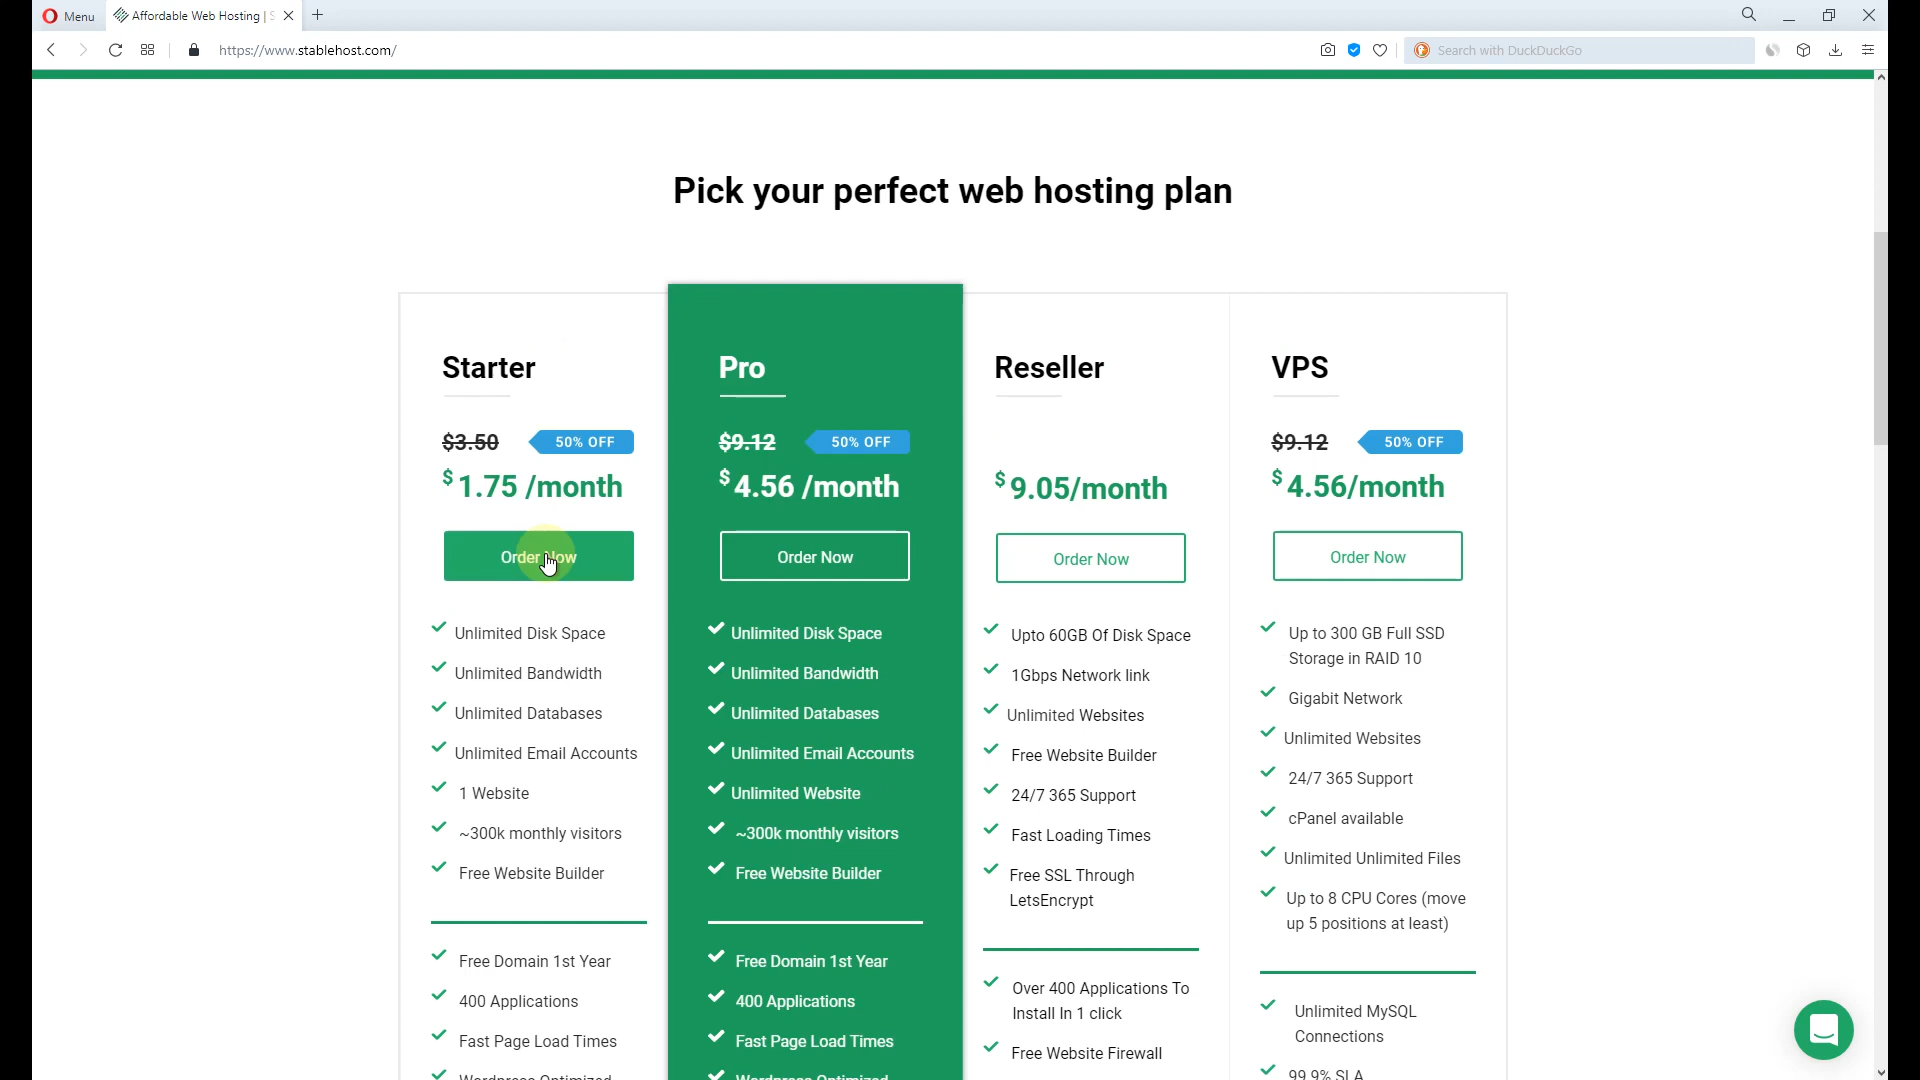 Menu
Affordable Web Hosting | S
https://www.stablehost.com/
Search with DuckDuckGo
Pick your perfect web hosting plan
Starter
$3.50
50% OFF
$1.75 /month
Order Now
Unlimited Disk Space
Unlimited Bandwidth
Unlimited Databases
Unlimited Email Accounts
1 Website
~300k monthly visitors
Free Website Builder
Free Domain 1st Year
400 Applications
Fast Page Load Times
Wordpress Optimized
Pro
$9.12
50% OFF
$4.56 /month
Order Now
Unlimited Disk Space
Unlimited Bandwidth
Unlimited Databases
Unlimited Email Accounts
Unlimited Website
~300k monthly visitors
Free Website Builder
Free Domain 1st Year
400 Applications
Fast Page Load Times
Wordpress Optimized
Reseller
$9.05/month
Order Now
Upto 60GB Of Disk Space
1Gbps Network link
Unlimited Websites
Free Website Builder
24/7 365 Support
Fast Loading Times
Free SSL Through
LetsEncrypt
Over 400 Applications To
Install In 1 click
Free Website Firewall
VPS
$9.12
50% OFF
$4.56/month
Order Now
Up to 300 GB Full SSD
Storage in RAID 10
Gigabit Network
Unlimited Websites
24/7 365 Support
cPanel available
Unlimited Unlimited Files
Up to 8 CPU Cores (move
up 5 positions at least)
Unlimited MySQL
Connections
99.9% SLA